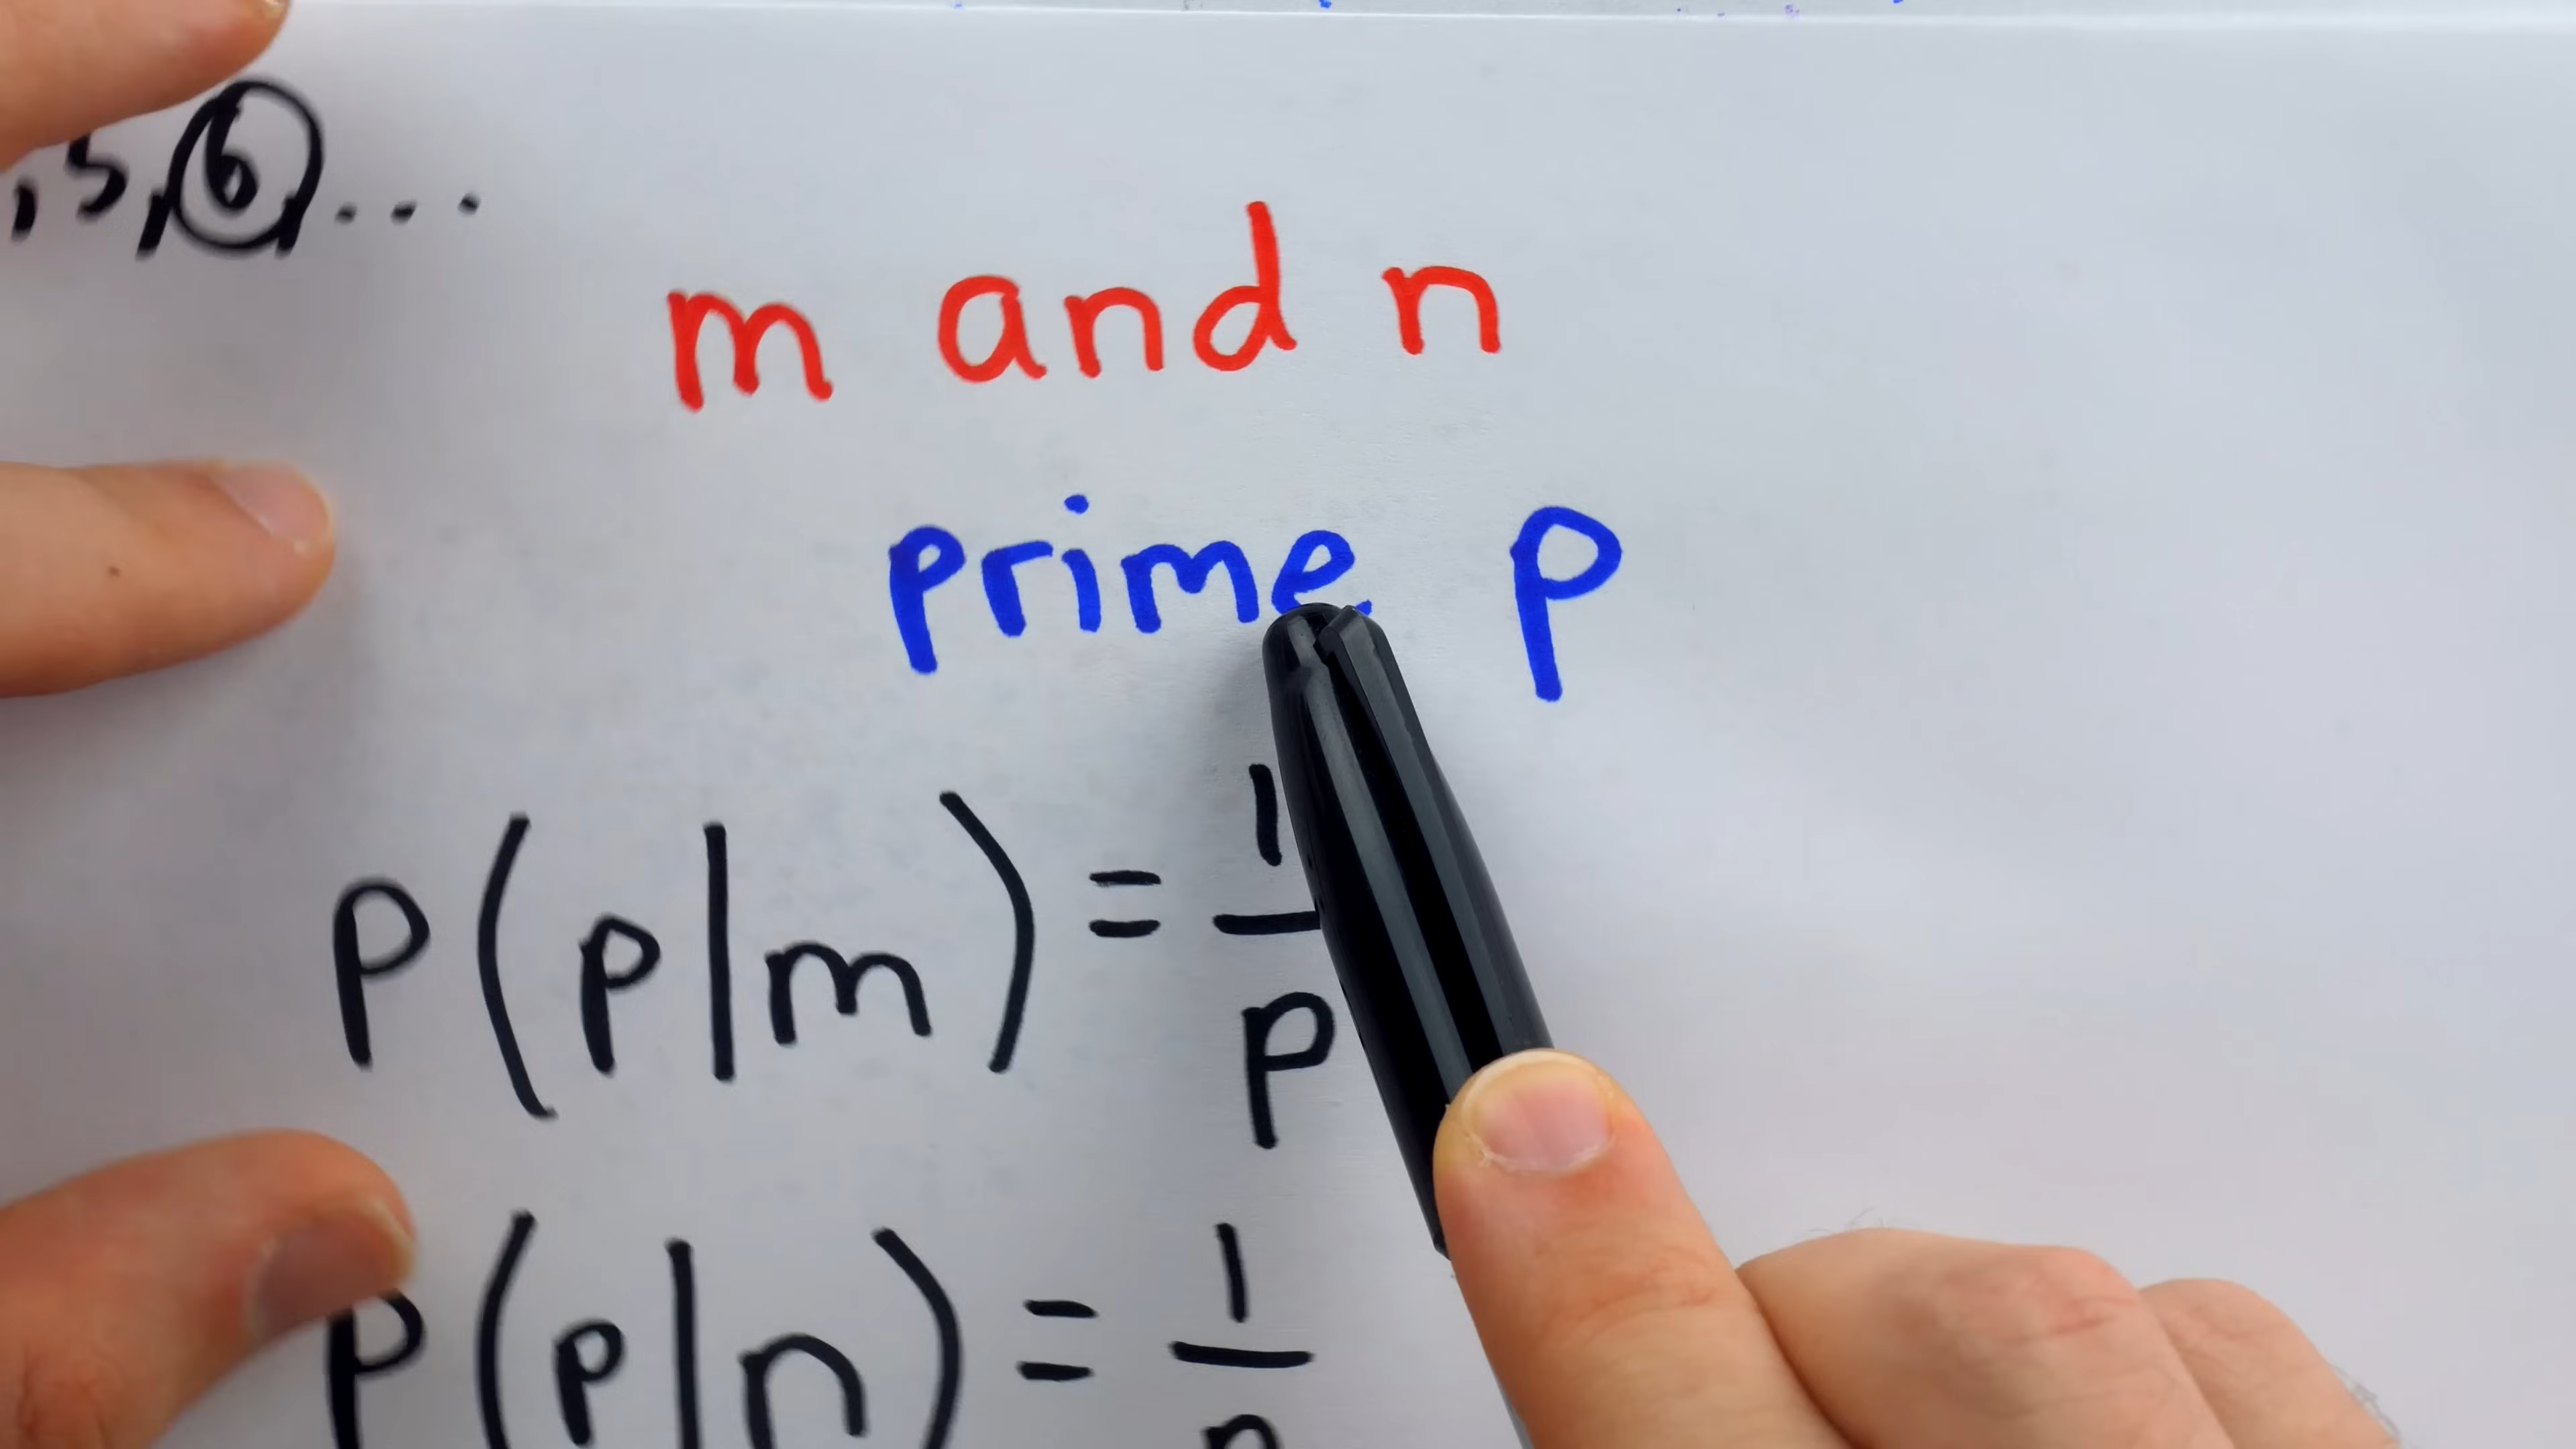 ,5,6,...
m and n
prime p
P(p|m) = 1/p
P(p|n) = 1/p